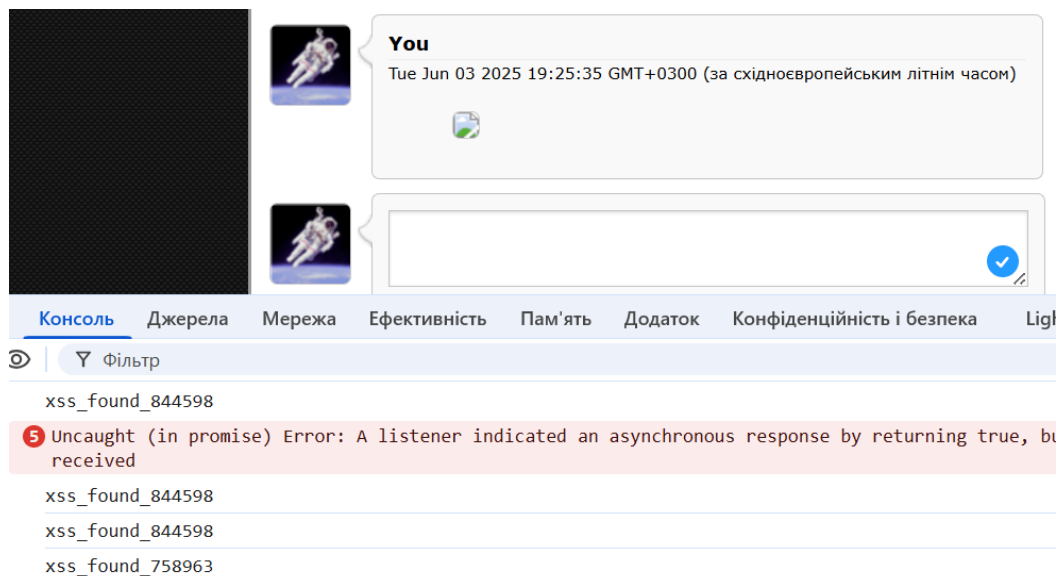 You
Tue Jun 03 2025 19:25:35 GMT+0300 (за східноєвропейським літнім часом)
Консоль Джерела Мережа Ефективність Пам'ять Додаток Конфіденційність і безпека
Фільтр
xss_found_844598
5 Uncaught (in promise) Error: A listener indicated an asynchronous response by returning true,
received
xss_found_844598
xss_found_844598
xss_found_758963